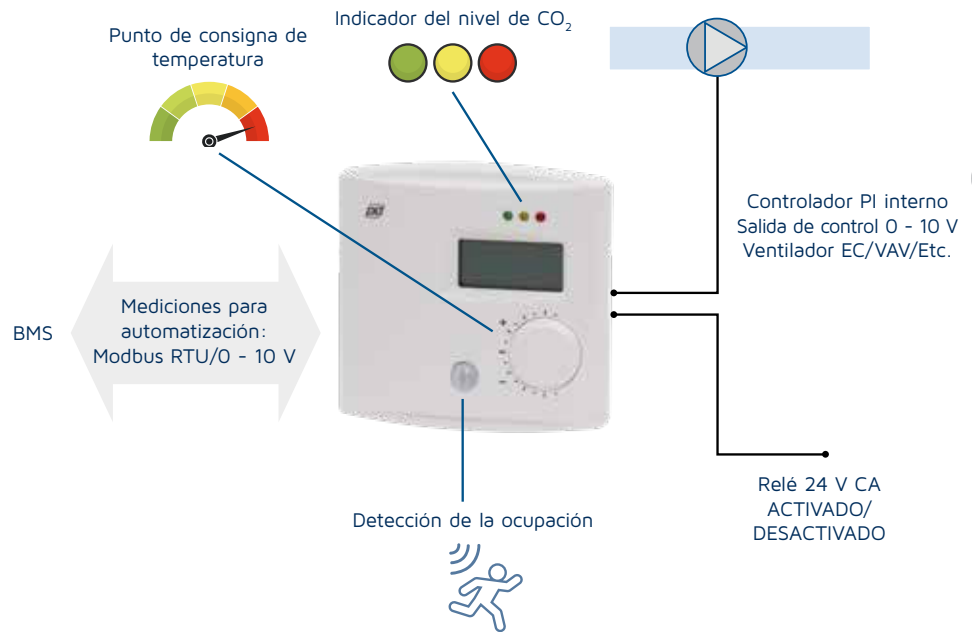 Punto de consigna de
temperatura
Indicador del nivel de CO₂
Controlador PI interno
Salida de control 0 - 10 V
Ventilador EC/VAV/Etc.
BMS
Mediciones para
automatización:
Modbus RTU/0 - 10 V
Relé 24 V CA
ACTIVADO/
DESACTIVADO
Detección de la ocupación